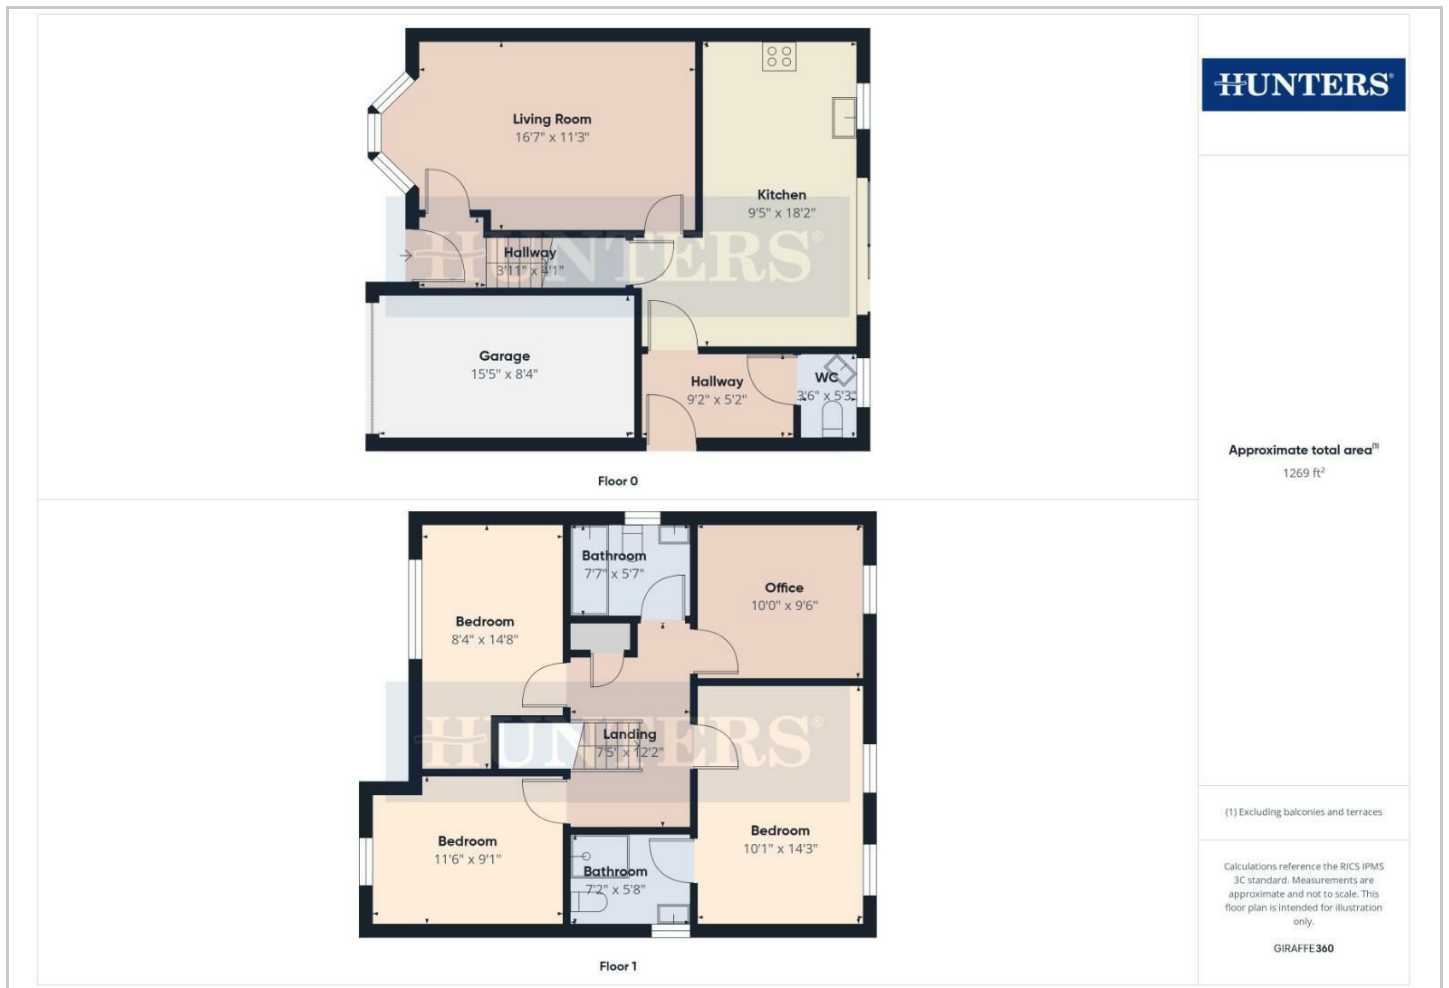 Living Room
16'7" x 11'3"
Kitchen
9'5" x 18'2"
HUNTERS®
Hallway
3'11" x 4'1"
Garage
15'5" x 8'4"
Hallway
9'2" x 5'2"
WC
3'6" x 5'3"
Floor 0
Bathroom
7'7" x 5'7"
Office
10'0" x 9'6"
Bedroom
8'4" x 14'8"
HUNTERS®
Landing
7'5" x 12'2"
Bedroom
11'6" x 9'1"
Bedroom
10'1" x 14'3"
Bathroom
7'2" x 5'8"
Floor 1
HUNTERS®
Approximate total area(1)
1269 ft²
(1) Excluding balconies and terraces
Calculations reference the RICS IPMS
3C standard. Measurements are
approximate and not to scale. This
floor plan is intended for illustration
only.
GIRAFFE360